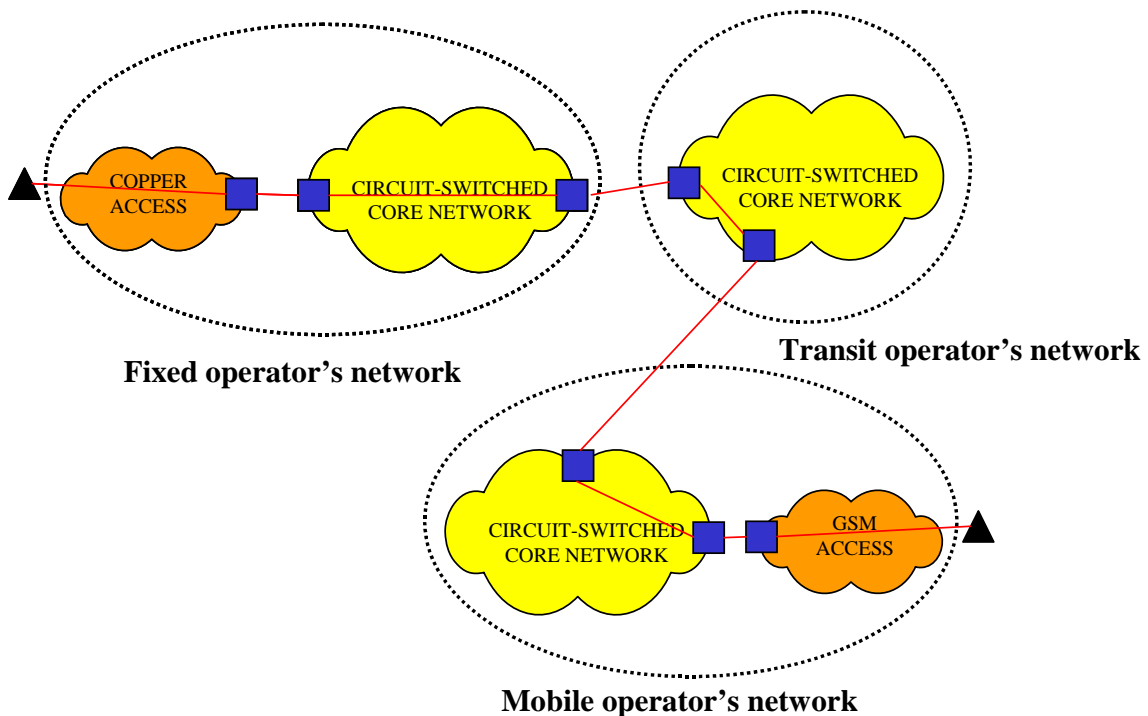 COPPER
ACCESS
CIRCUIT-SWITCHED
CORE NETWORK
CIRCUIT-SWITCHED
CORE NETWORK
Fixed operator’s network
Transit operator’s network
CIRCUIT-SWITCHED
CORE NETWORK
GSM
ACCESS
Mobile operator’s network